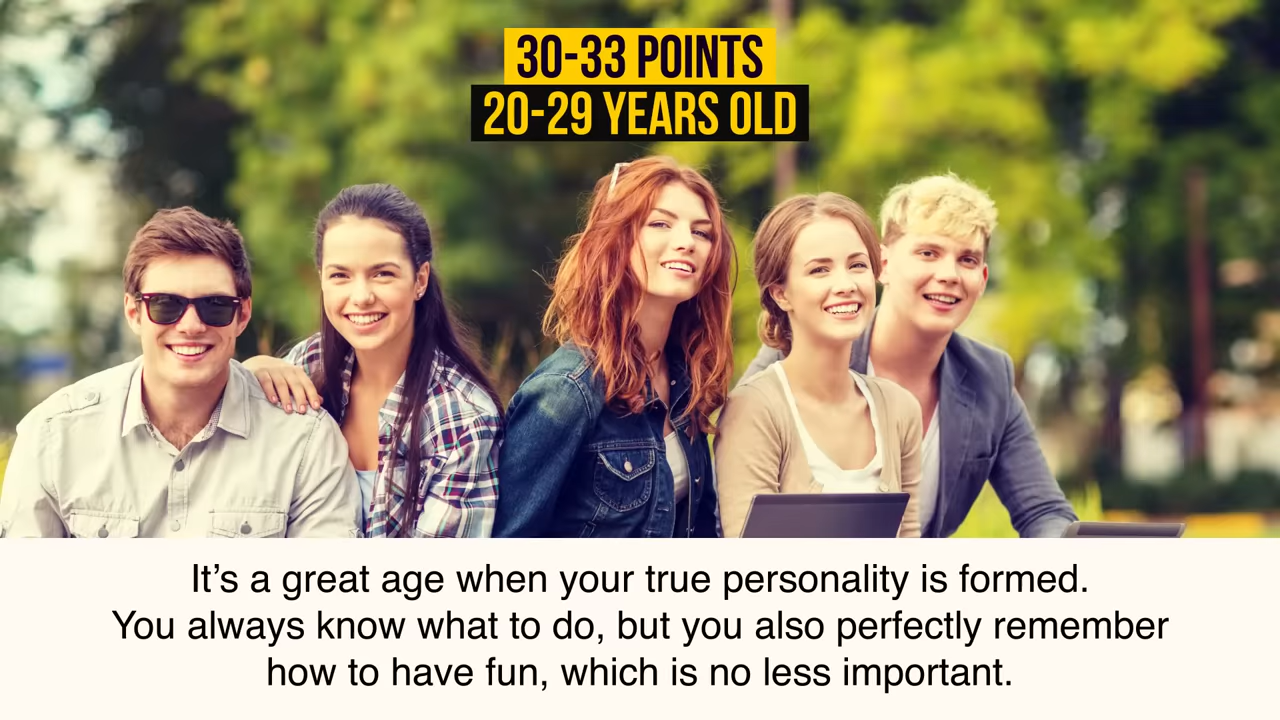 30-33 POINTS
20-29 YEARS OLD
It’s a great age when your true personality is formed.
You always know what to do, but you also perfectly remember
how to have fun, which is no less important.